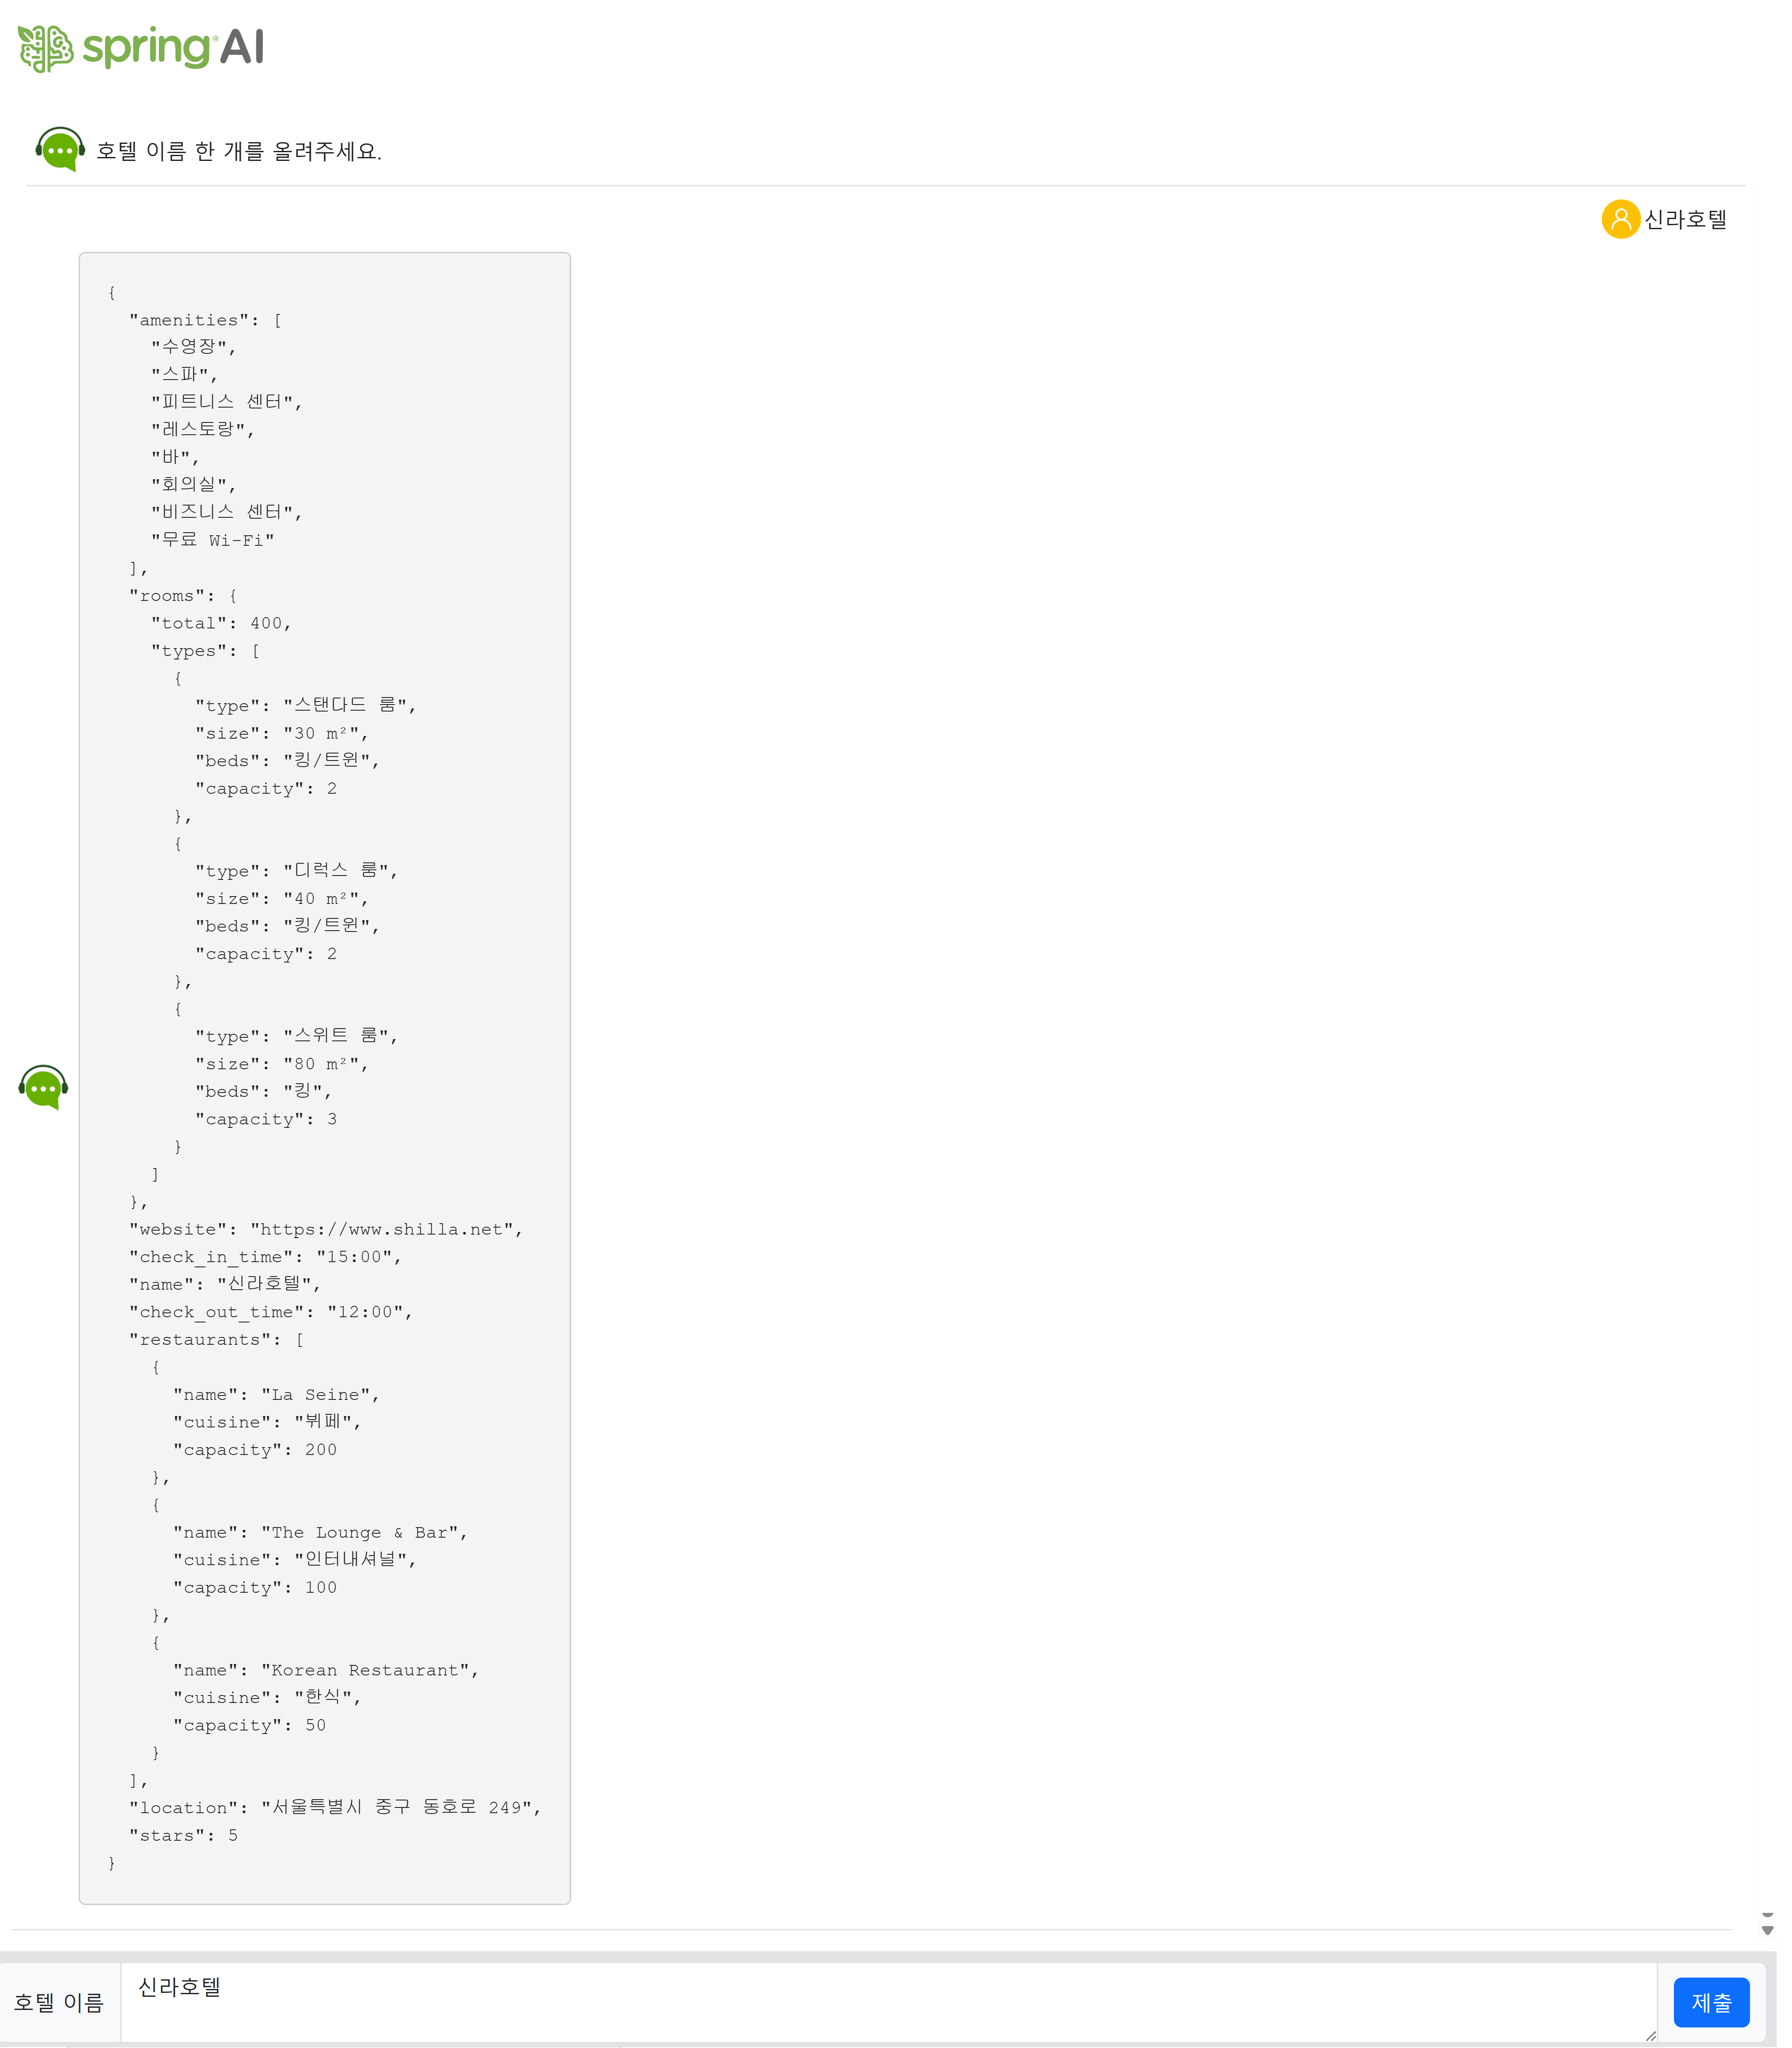 spring® AI
호텔 이름 한 개를 올려주세요.
신라호텔
{
  "amenities": [
    "수영장",
    "스파",
    "피트니스 센터",
    "레스토랑",
    "바",
    "회의실",
    "비즈니스 센터",
    "무료 Wi-Fi"
  ],
  "rooms": {
    "total": 400,
    "types": [
      {
        "type": "스탠다드 룸",
        "size": "30 m²",
        "beds": "킹/트윈",
        "capacity": 2
      },
      {
        "type": "디럭스 룸",
        "size": "40 m²",
        "beds": "킹/트윈",
        "capacity": 2
      },
      {
        "type": "스위트 룸",
        "size": "80 m²",
        "beds": "킹",
        "capacity": 3
      }
    ]
  },
  "website": "https://www.shilla.net",
  "check_in_time": "15:00",
  "name": "신라호텔",
  "check_out_time": "12:00",
  "restaurants": [
    {
      "name": "La Seine",
      "cuisine": "뷔페",
      "capacity": 200
    },
    {
      "name": "The Lounge & Bar",
      "cuisine": "인터내셔널",
      "capacity": 100
    },
    {
      "name": "Korean Restaurant",
      "cuisine": "한식",
      "capacity": 50
    }
  ],
  "location": "서울특별시 중구 동호로 249",
  "stars": 5
}
호텔 이름
신라호텔
제출